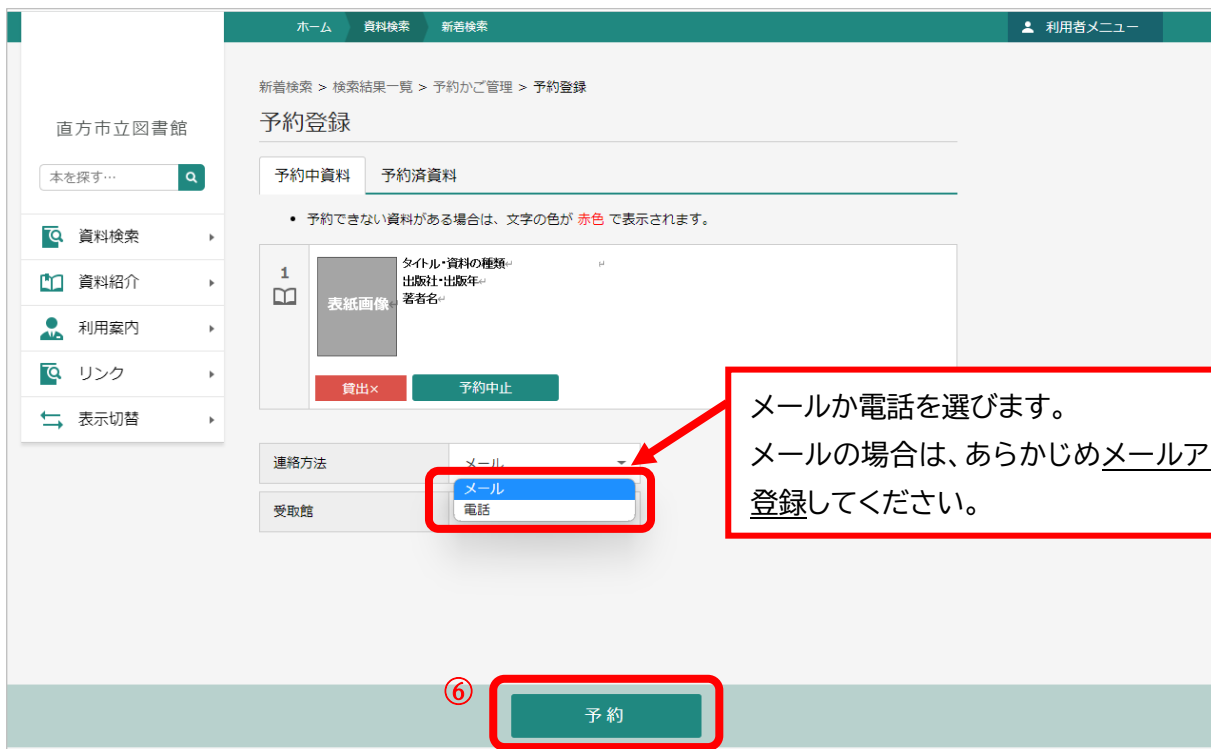 ホーム 資料検索 新着検索 利用者メニュー
直方市立図書館
本を探す…
資料検索
資料紹介
利用案内
リンク
表示切替
新着検索 > 検索結果一覧 > 予約かご管理 > 予約登録
予約登録
予約中資料 予約済資料
• 予約できない資料がある場合は、文字の色が 赤色 で表示されます。
1
表紙画像
タイトル・資料の種類
出版社・出版年
著者名
貸出× 予約中止
連絡方法 メール
メール
電話
受取館
メールか電話を選びます。
メールの場合は、あらかじめメールア
登録してください。
⑥
予約